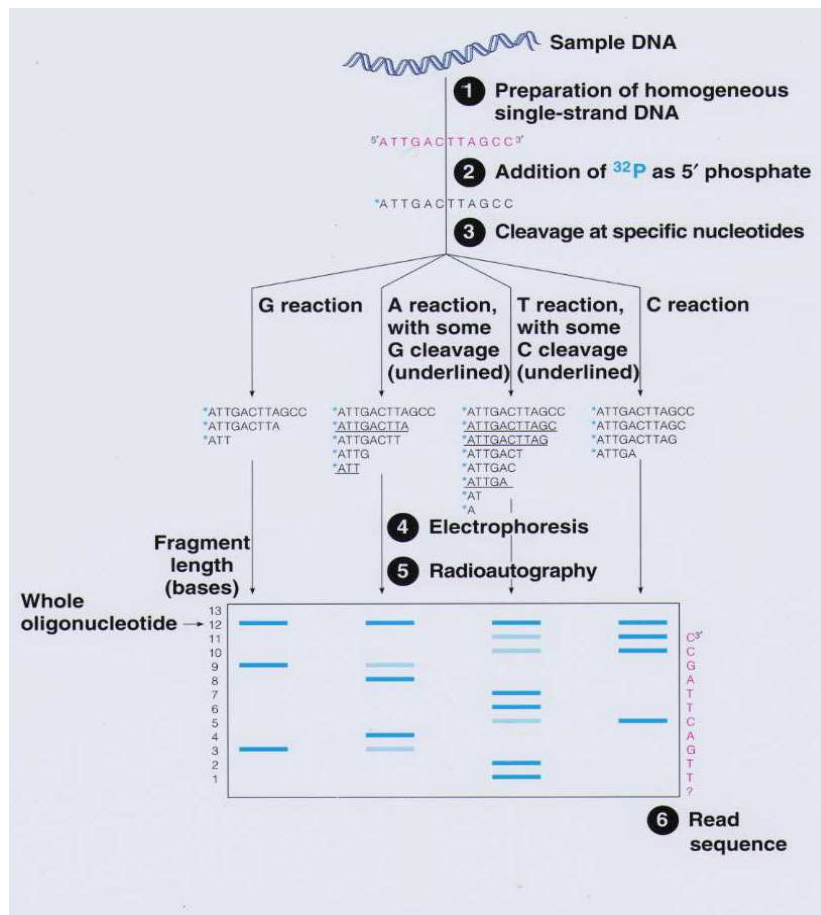 Sample DNA
1 Preparation of homogeneous
single-strand DNA
5'ATTGACTTAGCC3'
2 Addition of 32P as 5′ phosphate
*ATTGACTTAGCC
3 Cleavage at specific nucleotides
G reaction
A reaction,
with some
G cleavage
(underlined)
T reaction,
with some
C cleavage
(underlined)
C reaction
*ATTGACTTAGCC
*ATTGACTTA
*ATT
*ATTGACTTAGCC
*ATTGACTTA
*ATTGACTT
*ATTG
*ATT
*ATTGACTTAGCC
*ATTGACTTAGC
*ATTGACTTAG
*ATTGACT
*ATTGAC
*ATTGA
*AT
*A
*ATTGACTTAGCC
*ATTGACTTAGC
*ATTGACTTAG
*ATTGA
4 Electrophoresis
5 Radioautography
Fragment
length
(bases)
Whole
oligonucleotide
13
12
11
10
9
8
7
6
5
4
3
2
1
C3'
C
G
A
T
T
C
A
G
T
T
?
6 Read
sequence